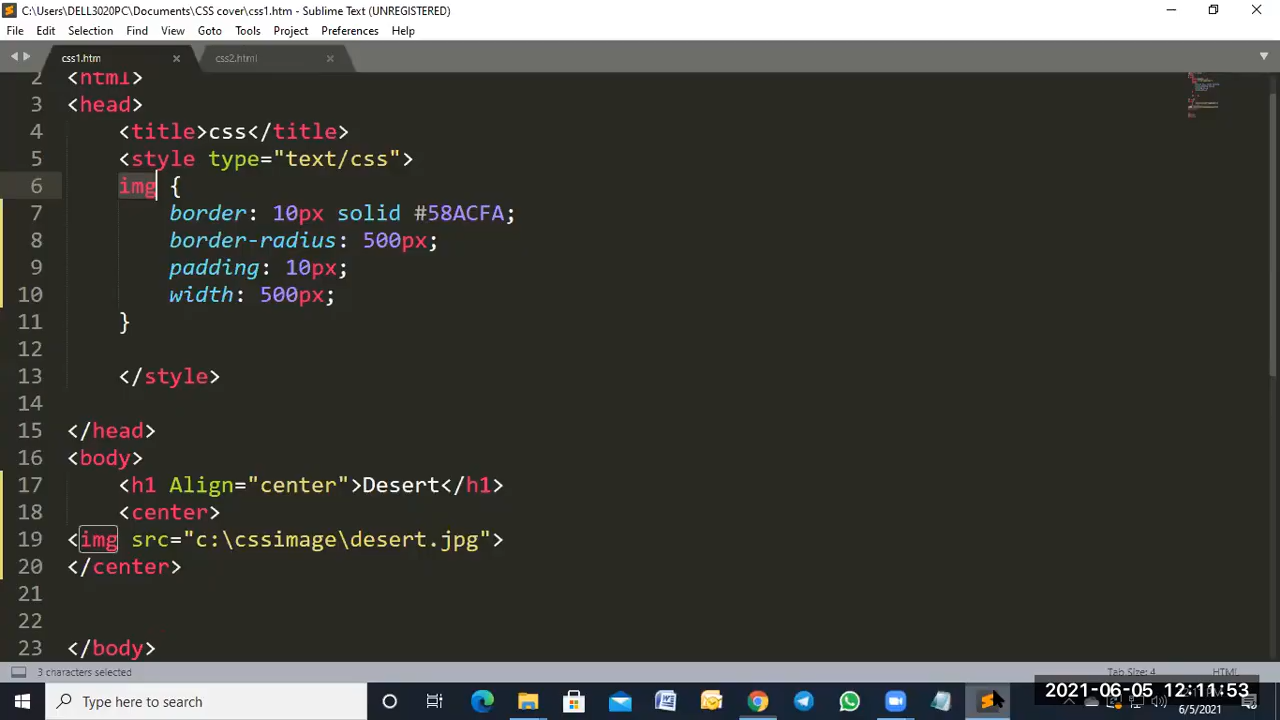 C:\Users\DELL3020PC\Documents\CSS cover\css1.htm - Sublime Text (UNREGISTERED)
File Edit Selection Find View Goto Tools Project Preferences Help
css1.htm × css2.html ×
2 <html>
3 <head>
4 <title>css</title>
5 <style type="text/css">
6 img {
7 border: 10px solid #58ACFA;
8 border-radius: 500px;
9 padding: 10px;
10 width: 500px;
11 }
12
13 </style>
14
15 </head>
16 <body>
17 <h1 Align="center">Desert</h1>
18 <center>
19 <img src="c:\cssimage\desert.jpg">
20 </center>
21
22
23 </body>
3 characters selected Tab Size: 4 HTML
Type here to search
2021-06-05 12:11:53
6/5/2021